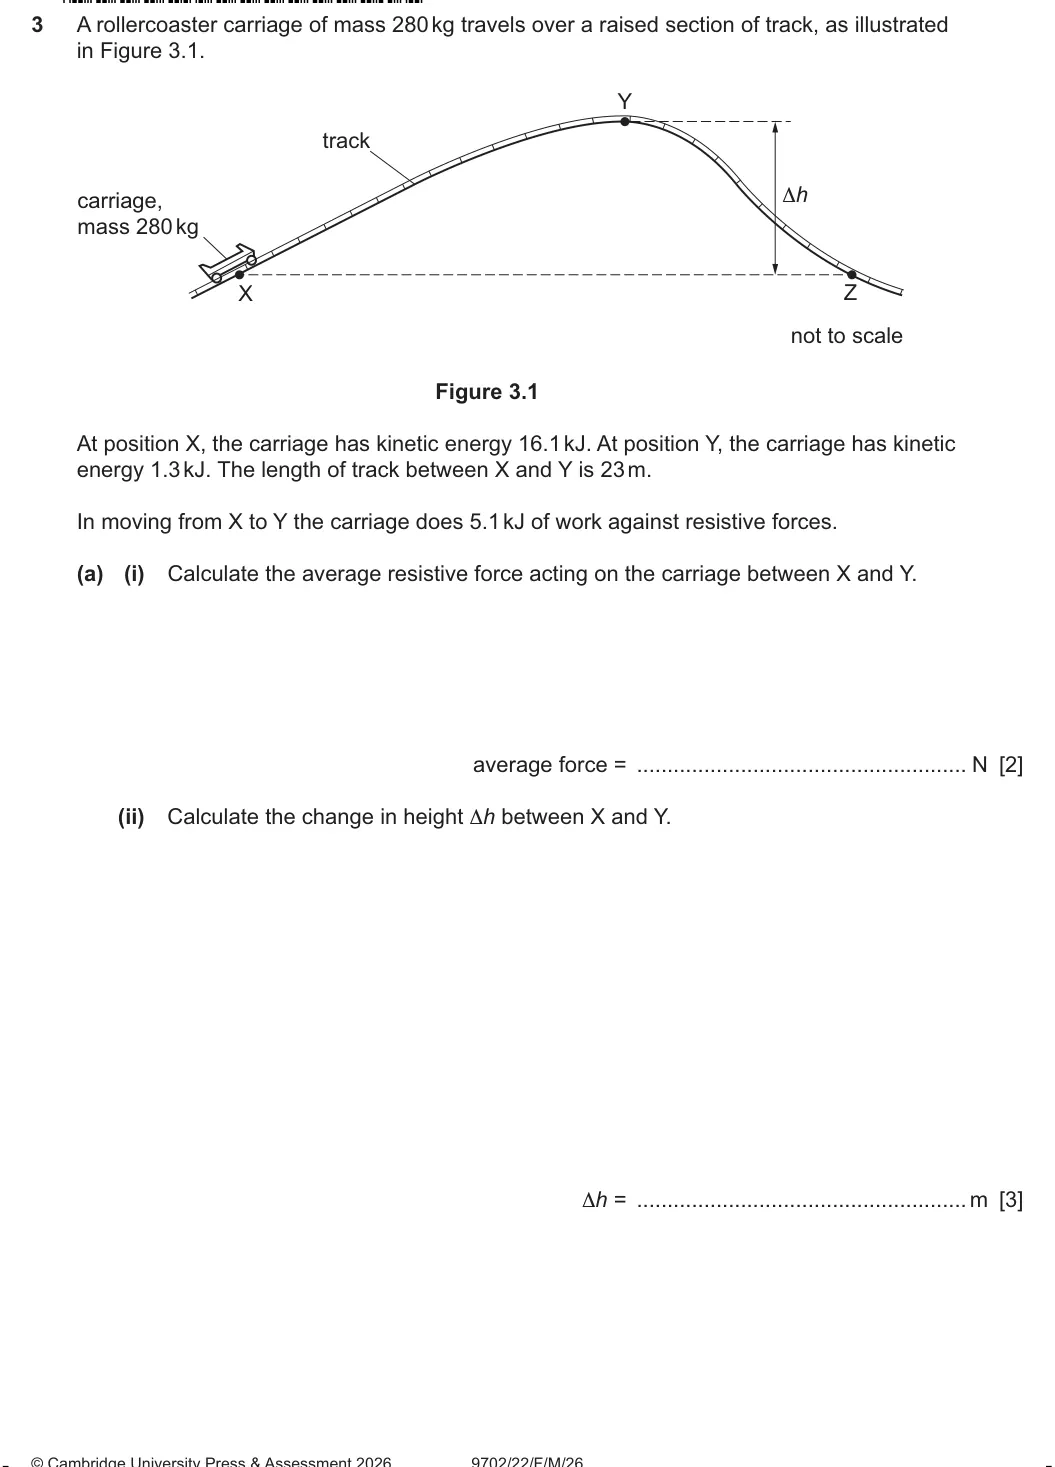 3 A rollercoaster carriage of mass 280 kg travels over a raised section of track, as illustrated
in Figure 3.1.
Y
track
Δh
carriage,
mass 280 kg
X
Z
not to scale
Figure 3.1
At position X, the carriage has kinetic energy 16.1 kJ. At position Y, the carriage has kinetic
energy 1.3 kJ. The length of track between X and Y is 23 m.
In moving from X to Y the carriage does 5.1 kJ of work against resistive forces.
(a) (i) Calculate the average resistive force acting on the carriage between X and Y.
average force = ....................................................... N [2]
(ii) Calculate the change in height Δh between X and Y.
Δh = ....................................................... m [3]
© Cambridge University Press & Assessment 2026 9702/22/F/M/26